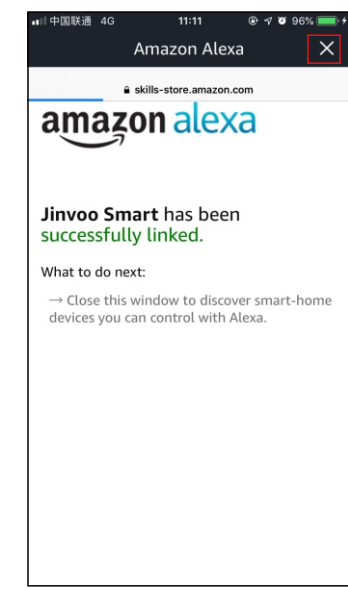 中国联通 4G 11:11 96%
Amazon Alexa
skills-store.amazon.com
amazon alexa
Jinvoo Smart has been
successfully linked.
What to do next:
→ Close this window to discover smart-home
devices you can control with Alexa.